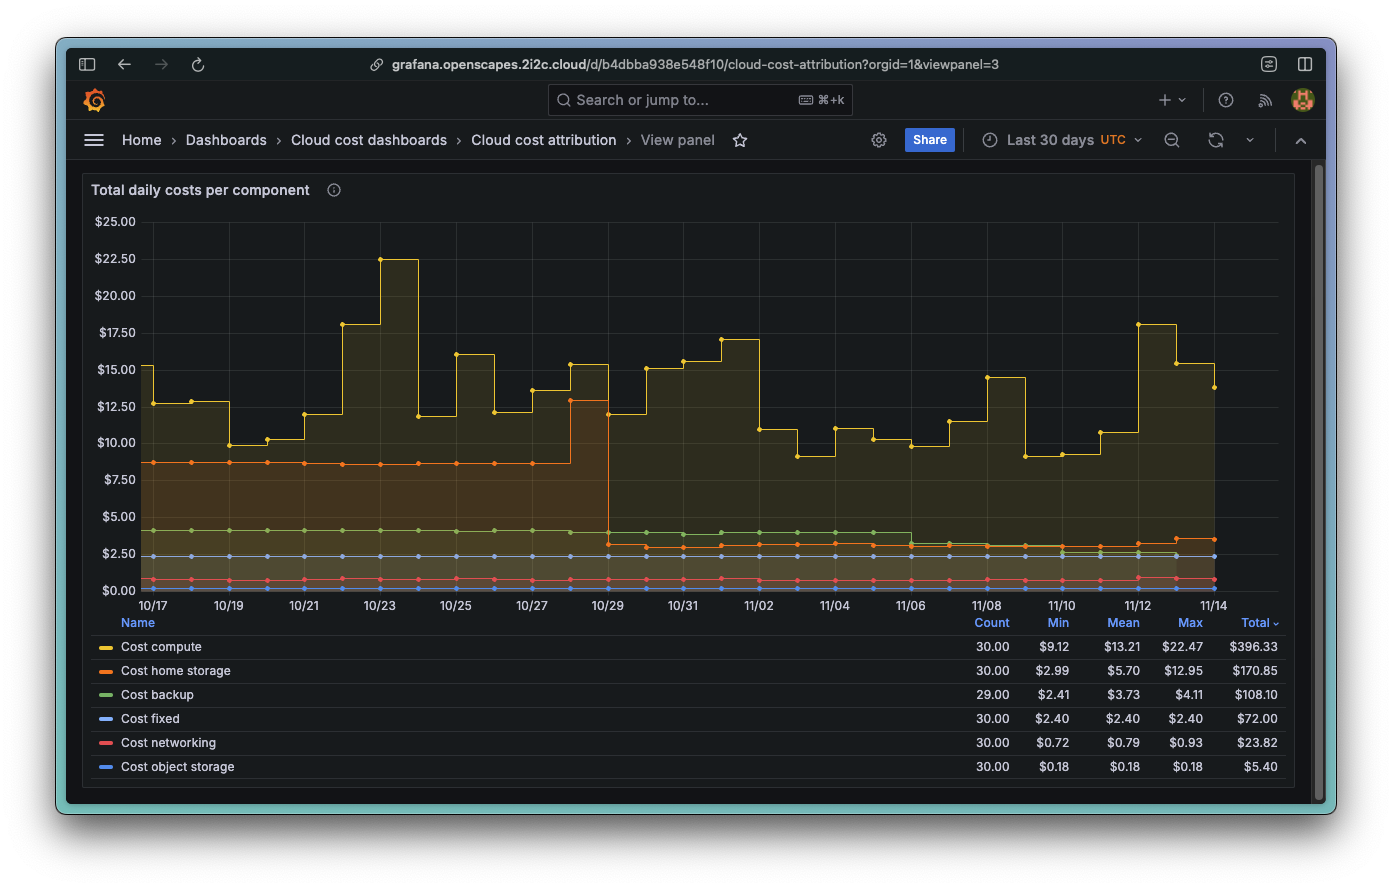 grafana.openscapes.2i2c.cloud/d/b4dbba938e548f10/cloud-cost-attribution?orgid=1&viewpanel=3
Search or jump to... ⌘+k
Home › Dashboards › Cloud cost dashboards › Cloud cost attribution › View panel Share Last 30 days UTC
Total daily costs per component
$25.00
$22.50
$20.00
$17.50
$15.00
$12.50
$10.00
$7.50
$5.00
$2.50
$0.00
10/17 10/19 10/21 10/23 10/25 10/27 10/29 10/31 11/02 11/04 11/06 11/08 11/10 11/12 11/14
Name Count Min Mean Max Total
Cost compute 30.00 $9.12 $13.21 $22.47 $396.33
Cost home storage 30.00 $2.99 $5.70 $12.95 $170.85
Cost backup 29.00 $2.41 $3.73 $4.11 $108.10
Cost fixed 30.00 $2.40 $2.40 $2.40 $72.00
Cost networking 30.00 $0.72 $0.79 $0.93 $23.82
Cost object storage 30.00 $0.18 $0.18 $0.18 $5.40